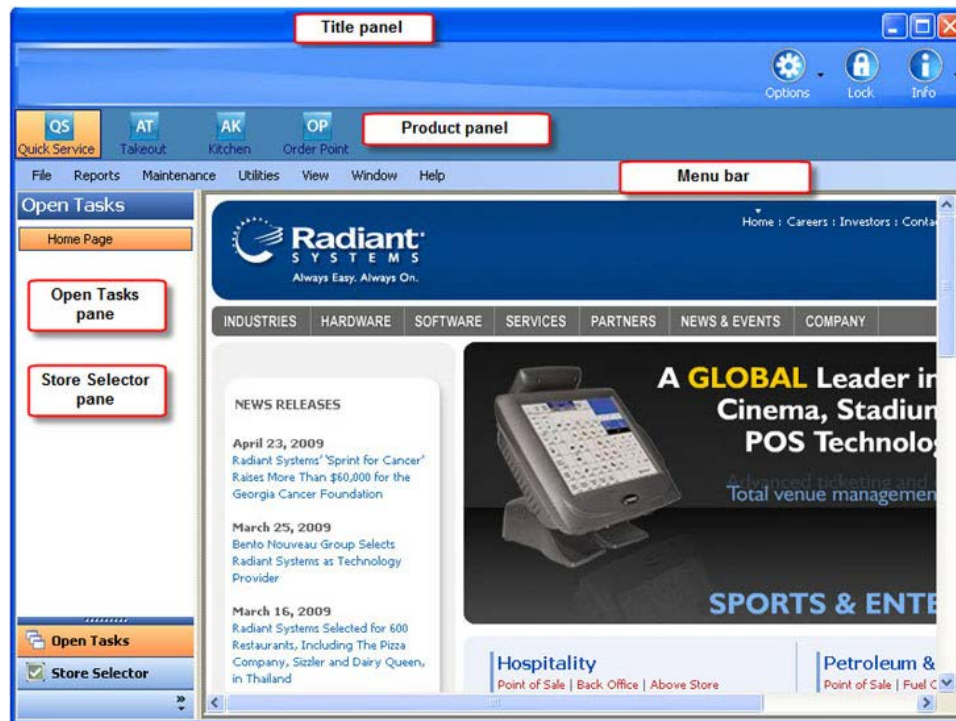 Title panel
Options
Lock
Info
QS
AT
AK
OP
Quick Service
Takeout
Kitchen
Order Point
Product panel
File
Reports
Maintenance
Utilities
View
Window
Help
Menu bar
Open Tasks
Home Page
Open Tasks
pane
Store Selector
pane
Open Tasks
Store Selector
Radiant
SYSTEMS
Always Easy. Always On.
Home : Careers : Investors : Conta
INDUSTRIES
HARDWARE
SOFTWARE
SERVICES
PARTNERS
NEWS & EVENTS
COMPANY
NEWS RELEASES
April 23, 2009
Radiant Systems' 'Sprint for Cancer'
Raises More Than $60,000 for the
Georgia Cancer Foundation
March 25, 2009
Bento Nouveau Group Selects
Radiant Systems as Technology
Provider
March 16, 2009
Radiant Systems Selected for 600
Restaurants, Including The Pizza
Company, Sizzler and Dairy Queen,
in Thailand
A GLOBAL Leader in
Cinema, Stadiun
POS Technolog
Advanced ticketing and
Total venue managemen
SPORTS & ENTE
Hospitality
Point of Sale | Back Office | Above Store
Petroleum &
Point of Sale | Fuel C